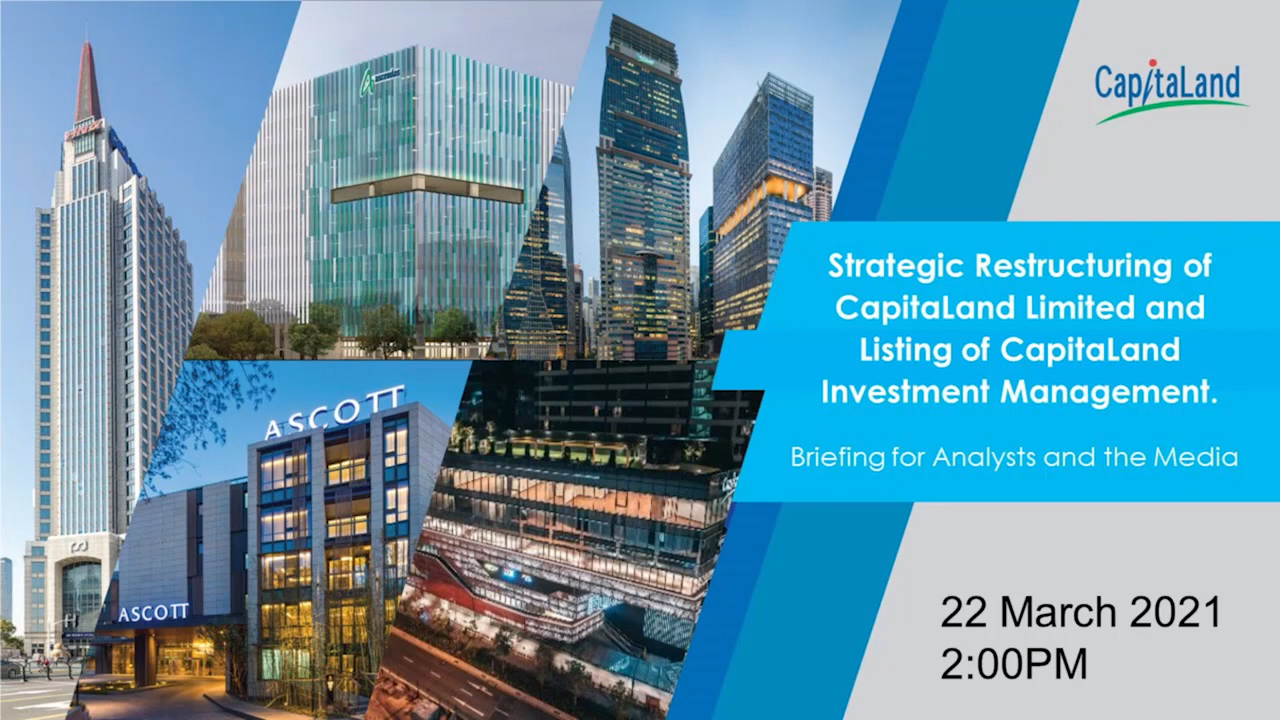 CapitaLand
Strategic Restructuring of
CapitaLand Limited and
Listing of CapitaLand
Investment Management.
Briefing for Analysts and the Media
22 March 2021
2:00PM
ASCOTT
ASCOTT